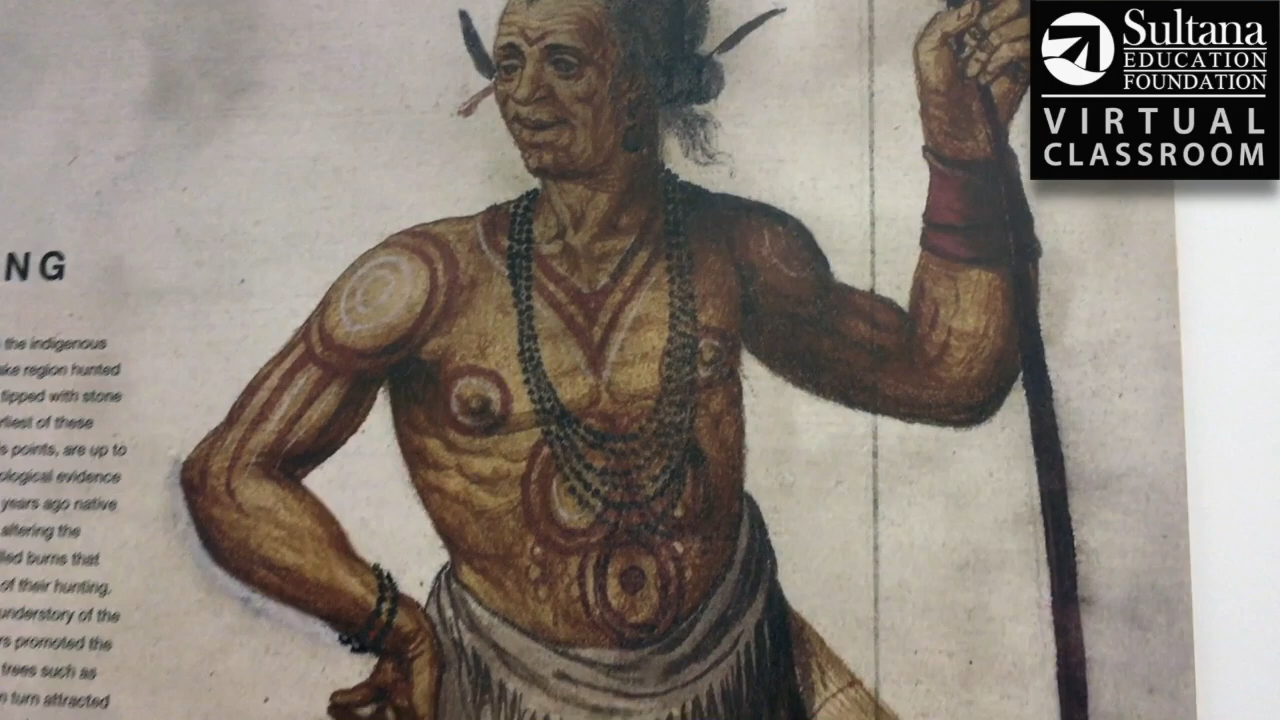 Sultana
EDUCATION
FOUNDATION
VIRTUAL
CLASSROOM
NG
the indigenous
ake region hunted
tipped with stone
rliest of these
s points, are up to
ological evidence
years ago native
altering the
lled burns that
of their hunting,
understory of the
rs promoted the
trees such as
n turn attracted